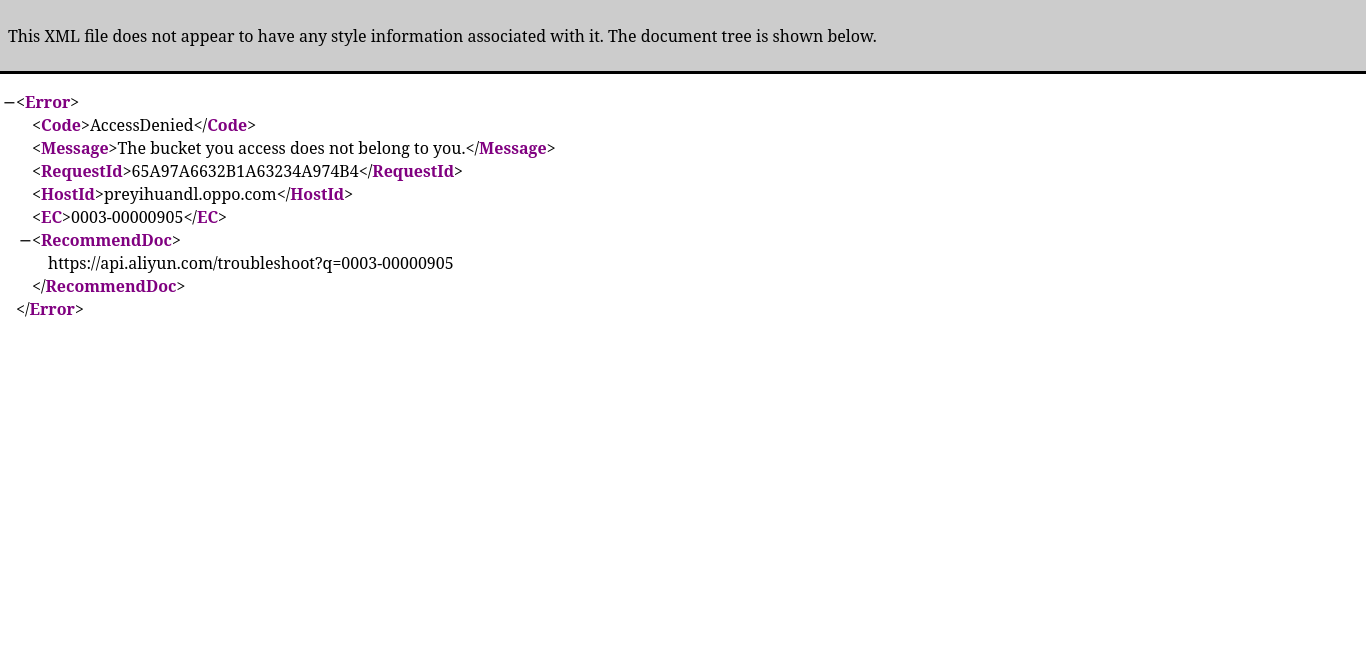 This XML file does not appear to have any style information associated with it. The document tree is shown below.
−<Error>
<Code>AccessDenied</Code>
<Message>The bucket you access does not belong to you.</Message>
<RequestId>65A97A6632B1A63234A974B4</RequestId>
<HostId>preyihuandl.oppo.com</HostId>
<EC>0003-00000905</EC>
−<RecommendDoc>
https://api.aliyun.com/troubleshoot?q=0003-00000905
</RecommendDoc>
</Error>